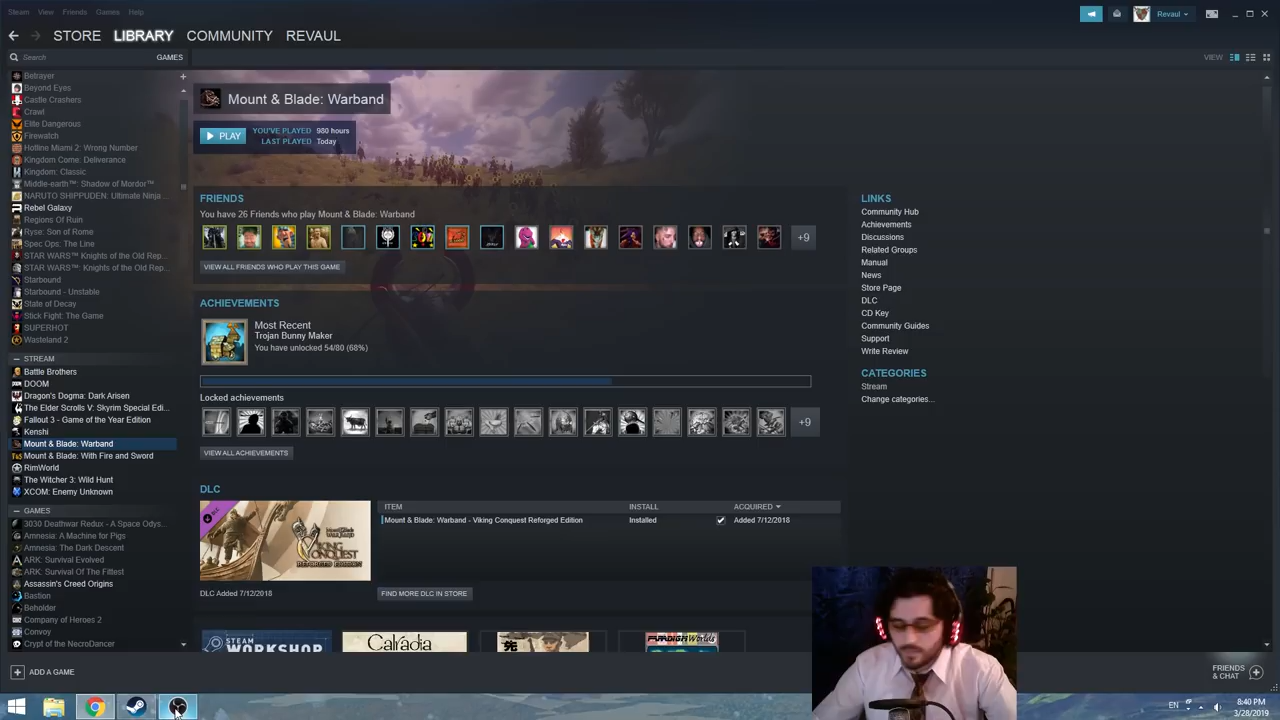 Steam View Friends Games Help
Revaul
STORE LIBRARY COMMUNITY REVAUL
Search GAMES
VIEW
Betrayer
Beyond Eyes
Castle Crashers
Crawl
Elite Dangerous
Firewatch
Hotline Miami 2: Wrong Number
Kingdom Come: Deliverance
Kingdom: Classic
Middle-earth™: Shadow of Mordor™
NARUTO SHIPPUDEN: Ultimate Ninja...
Rebel Galaxy
Regions Of Ruin
Ryse: Son of Rome
Spec Ops: The Line
STAR WARS™ Knights of the Old Rep...
STAR WARS™: Knights of the Old Rep...
Starbound
Starbound - Unstable
State of Decay
Stick Fight: The Game
SUPERHOT
Wasteland 2
STREAM
Battle Brothers
DOOM
Dragon's Dogma: Dark Arisen
The Elder Scrolls V: Skyrim Special Edi...
Fallout 3 - Game of the Year Edition
Kenshi
Mount & Blade: Warband
Mount & Blade: With Fire and Sword
RimWorld
The Witcher 3: Wild Hunt
XCOM: Enemy Unknown
GAMES
3030 Deathwar Redux - A Space Odys...
Amnesia: A Machine for Pigs
Amnesia: The Dark Descent
ARK: Survival Evolved
ARK: Survival Of The Fittest
Assassin's Creed Origins
Bastion
Beholder
Company of Heroes 2
Convoy
Crypt of the NecroDancer
ADD A GAME
Mount & Blade: Warband
PLAY
YOU'VE PLAYED 980 hours
LAST PLAYED Today
FRIENDS
You have 26 Friends who play Mount & Blade: Warband
+9
VIEW ALL FRIENDS WHO PLAY THIS GAME
ACHIEVEMENTS
Most Recent
Trojan Bunny Maker
You have unlocked 54/80 (68%)
Locked achievements
+9
VIEW ALL ACHIEVEMENTS
DLC
ITEM INSTALL ACQUIRED
Mount & Blade: Warband - Viking Conquest Reforged Edition Installed Added 7/12/2018
VIKING CONQUEST
REFORGED EDITION
DLC Added 7/12/2018
FIND MORE DLC IN STORE
STEAM
WORKSHOP
Calradia
LINKS
Community Hub
Achievements
Discussions
Related Groups
Manual
News
Store Page
DLC
CD Key
Community Guides
Support
Write Review
CATEGORIES
Stream
Change categories...
FRIENDS
& CHAT
EN
8:40 PM
3/28/2019